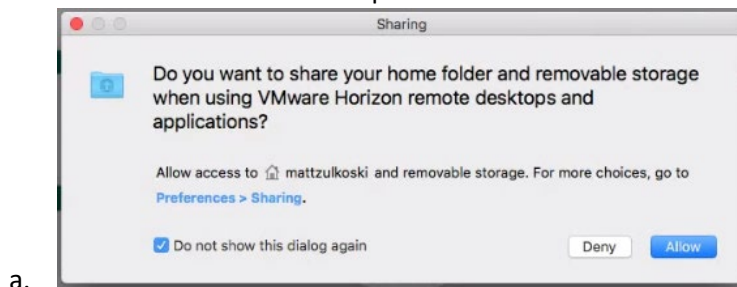 Sharing
Do you want to share your home folder and removable storage
when using VMware Horizon remote desktops and
applications?
Allow access to mattzulkoski and removable storage. For more choices, go to
Preferences > Sharing.
Do not show this dialog again
Deny
Allow
a.